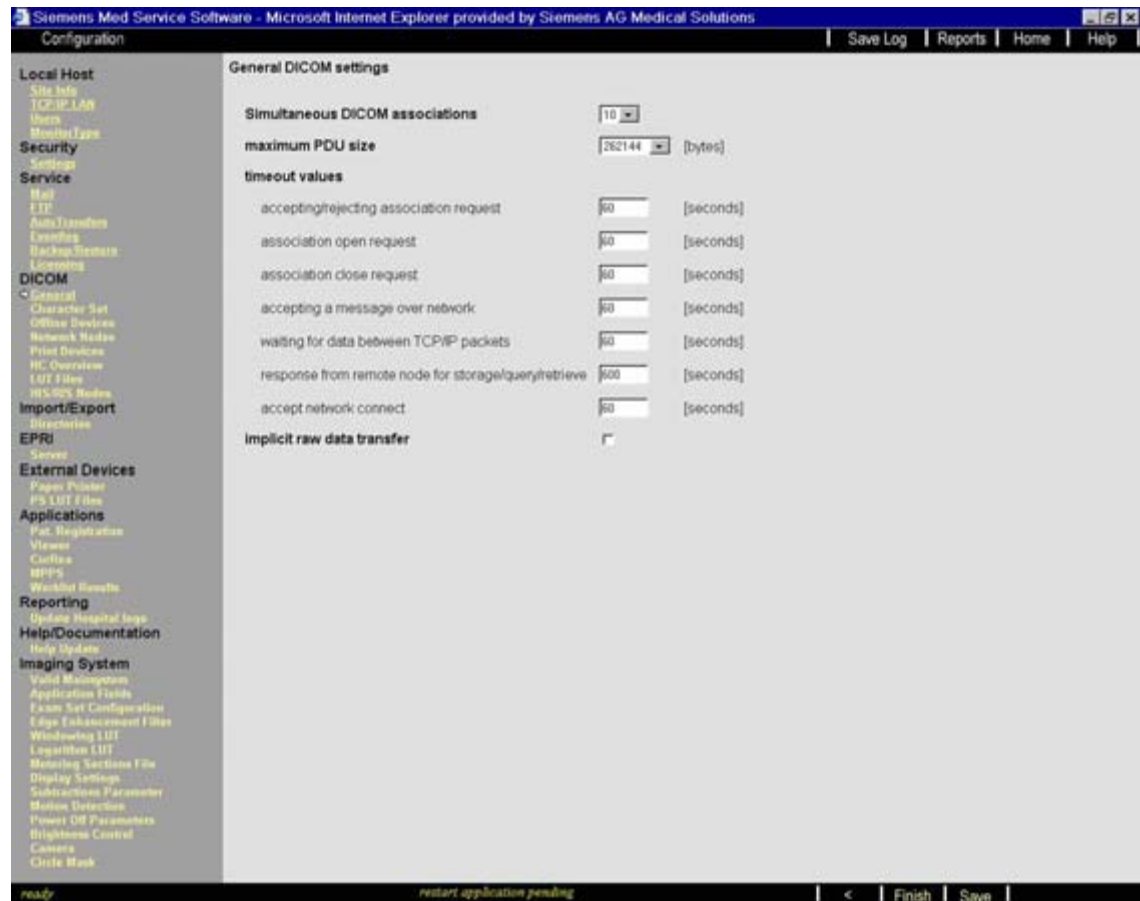 Siemens Med Service Software - Microsoft Internet Explorer provided by Siemens AG Medical Solutions
Configuration
Save Log
Reports
Home
Help
Local Host
Site Info
TCP/IP LAN
Users
MonitorType
Security
Settings
Service
Mail
FTP
AutoTransfers
Eventlog
Backup/Restore
Licensing
DICOM
General
Character Set
Offline Devices
Network Nodes
Print Devices
HC Overview
LUT Files
HIS/RIS Nodes
Import/Export
Directories
EPRI
Server
External Devices
Paper Printer
PS LUT Files
Applications
Pat. Registration
Viewer
MPPS
Worklist Results
Reporting
Update Hospital logo
Help/Documentation
Help Update
Imaging System
Valid Mainsystem
Application Fields
Exam Set Configuration
Edge Enhancement Filter
Windowing LUT
Logarithm LUT
Metering Sections File
Display Settings
Subtractions Parameter
Motion Detection
Power Off Parameters
Brightness Control
Camera
Circle Mask
General DICOM settings
Simultaneous DICOM associations 10
maximum PDU size 262144 [bytes]
timeout values
accepting/rejecting association request 60 [seconds]
association open request 60 [seconds]
association close request 60 [seconds]
accepting a message over network 60 [seconds]
waiting for data between TCP/IP packets 60 [seconds]
response from remote node for storage/query/retrieve 600 [seconds]
accept network connect 60 [seconds]
implicit raw data transfer
ready
restart application pending
<
Finish
Save